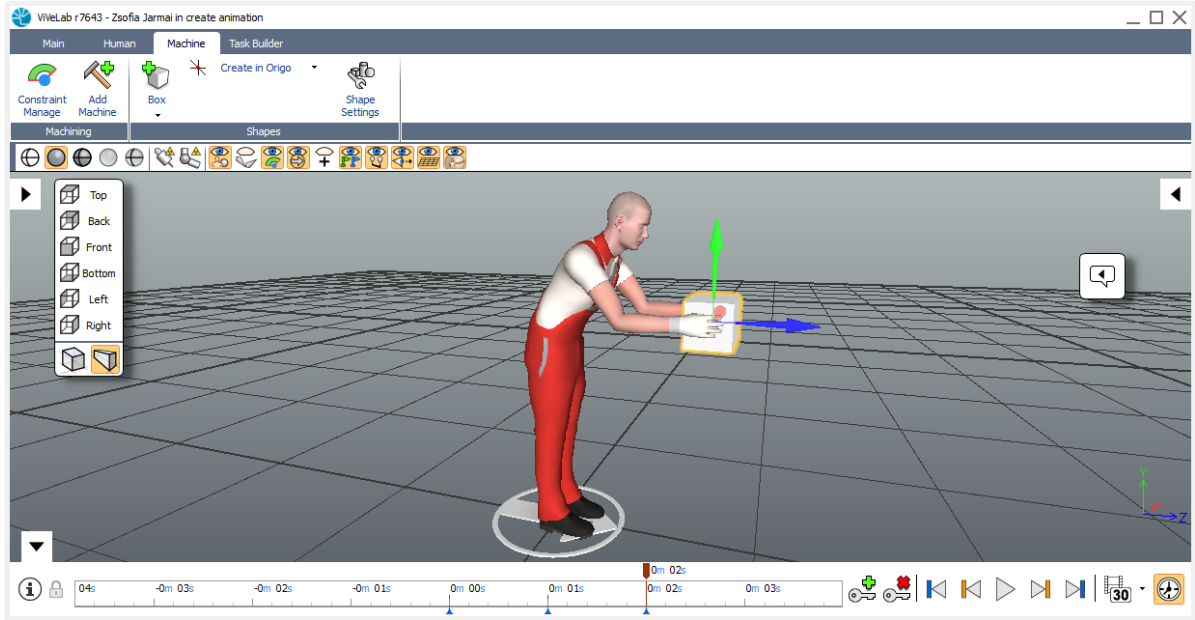 ViVeLab r7643 - Zsofia Jarmai in create animation
Main Human Machine Task Builder
Constraint Manage
Add Machine
Box
Create in Origo
Shape Settings
Machining Shapes
Top
Back
Front
Bottom
Left
Right
Y
Z
0m 02s
04s -0m 03s -0m 02s -0m 01s 0m 00s 0m 01s 0m 02s 0m 03s
30